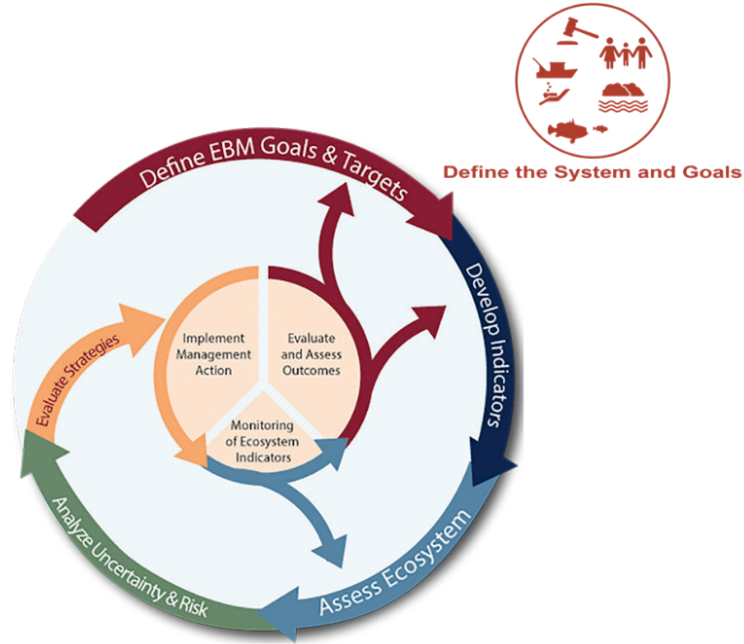 Define the System and Goals
Define EBM Goals & Targets
Develop Indicators
Assess Ecosystem
Analyze Uncertainty & Risk
Evaluate Strategies
Implement
Management
Action
Evaluate
and Assess
Outcomes
Monitoring
of Ecosystem
Indicators